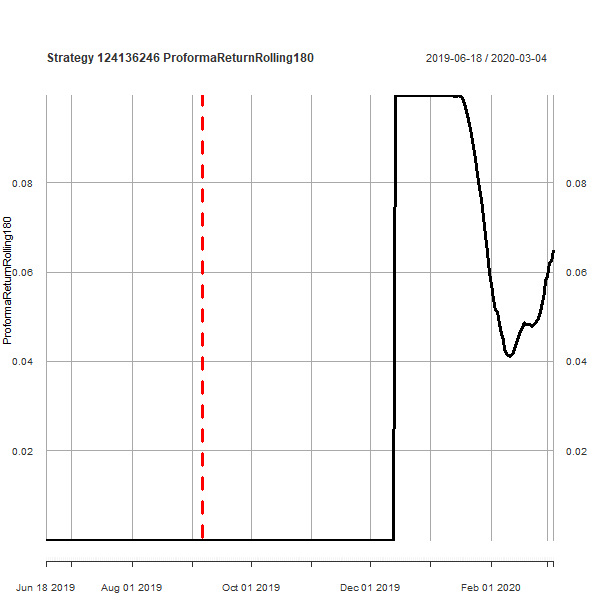 Strategy 124136246 ProformaReturnRolling180
2019-06-18 / 2020-03-04
ProformaReturnRolling180
0.08
0.06
0.04
0.02
0.08
0.06
0.04
0.02
Jun 18 2019
Aug 01 2019
Oct 01 2019
Dec 01 2019
Feb 01 2020